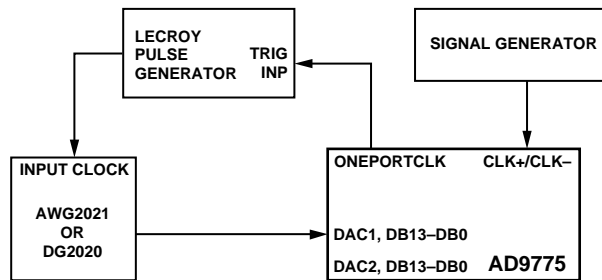 LECROY
PULSE
GENERATOR
TRIG
INP
SIGNAL GENERATOR
INPUT CLOCK
AWG2021
OR
DG2020
ONEPORTCLK
CLK+/CLK–
DAC1, DB13–DB0
DAC2, DB13–DB0
AD9775